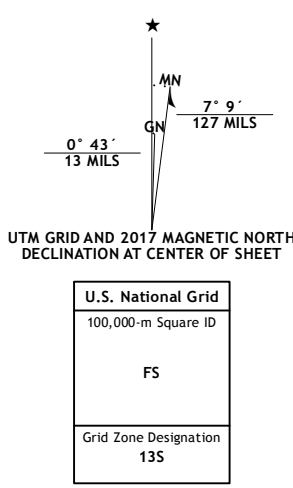 ★
MN
GN
7° 9´
127 MILS
0° 43´
13 MILS
UTM GRID AND 2017 MAGNETIC NORTH
DECLINATION AT CENTER OF SHEET
U.S. National Grid
100,000-m Square ID
FS
Grid Zone Designation
13S